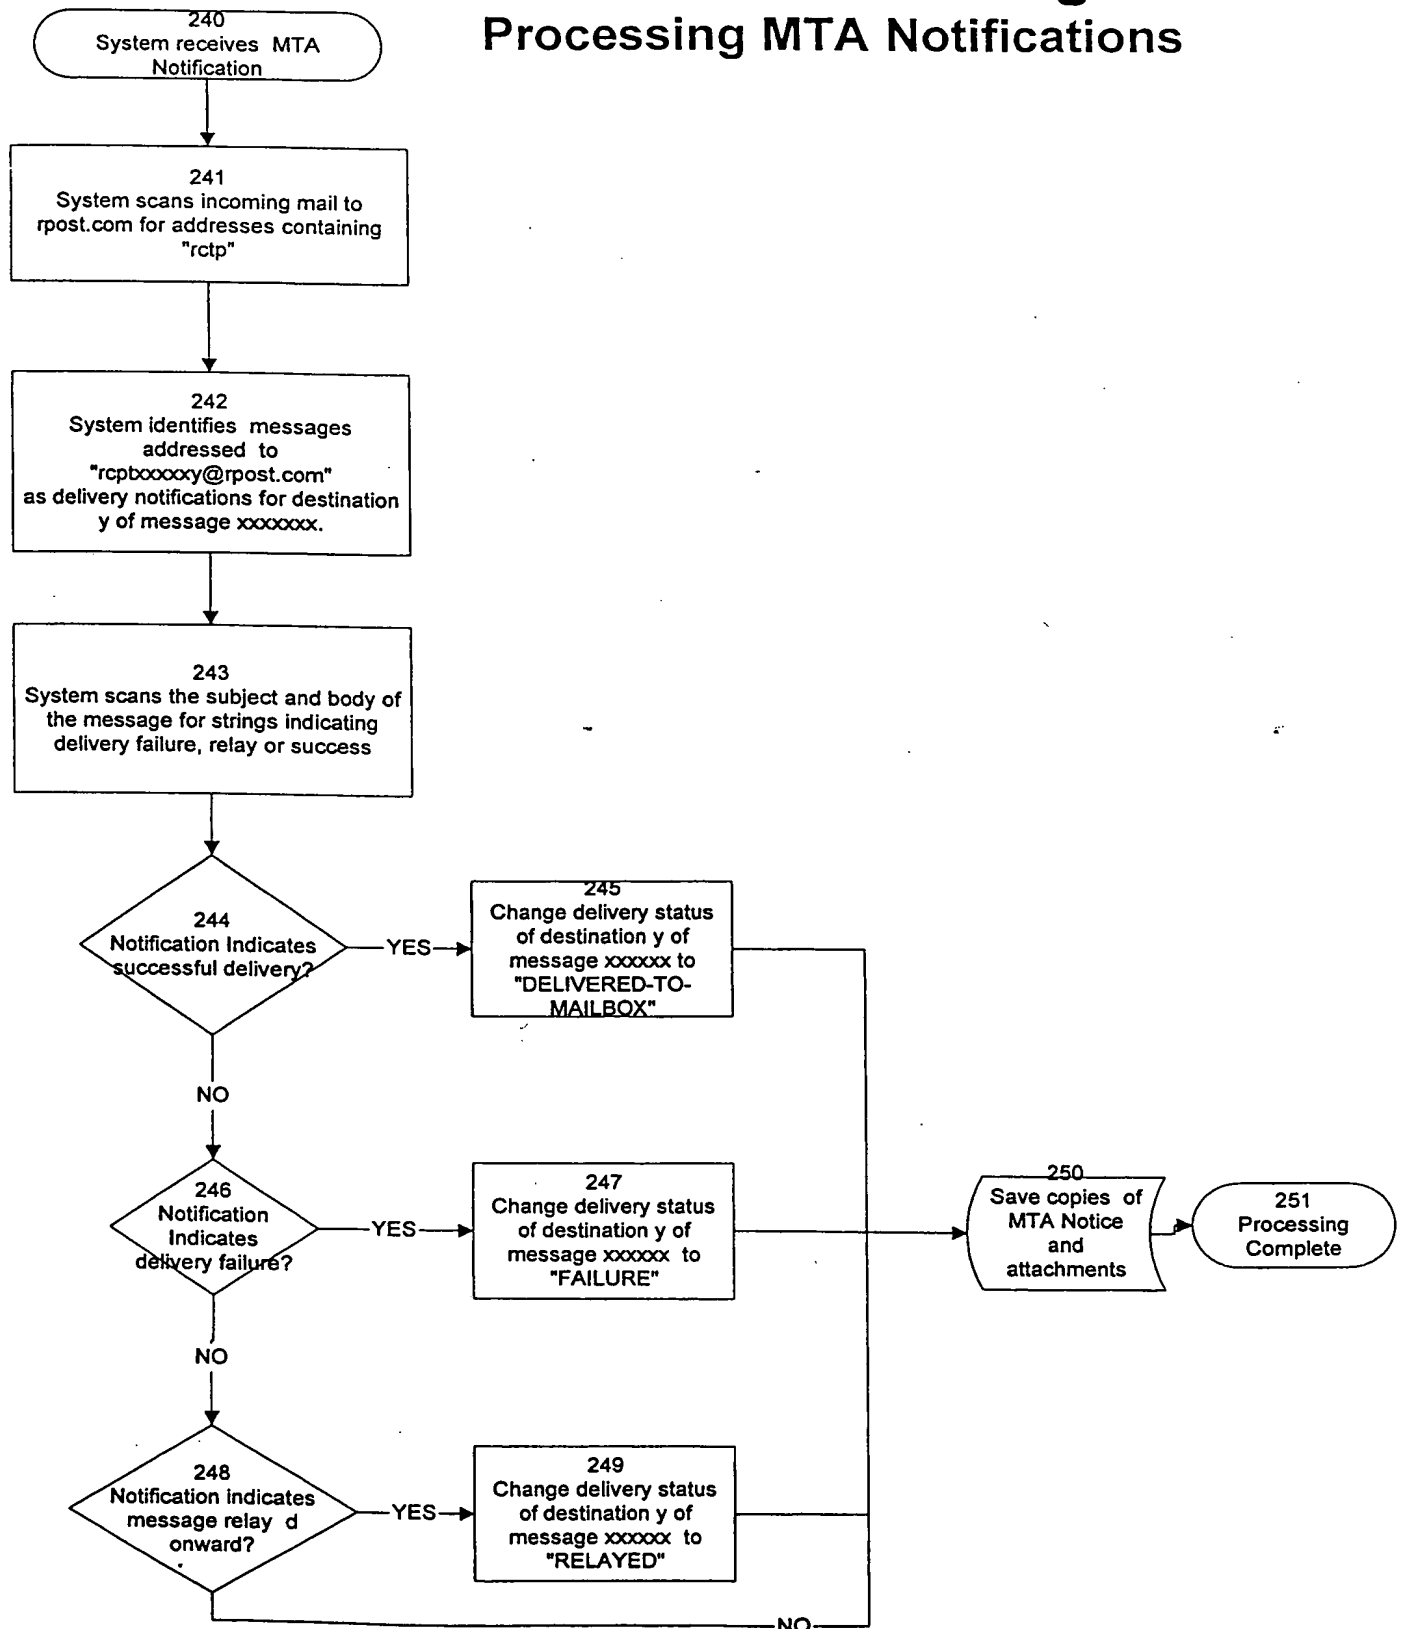 Processing MTA Notifications
240
System receives MTA
Notification
241
System scans incoming mail to
rpost.com for addresses containing
"rctp"
242
System identifies messages
addressed to
"rcptxxxxxy@rpost.com"
as delivery notifications for destination
y of message xxxxxxx.
243
System scans the subject and body of
the message for strings indicating
delivery failure, relay or success
244
Notification Indicates
successful delivery?
YES
245
Change delivery status
of destination y of
message xxxxxx to
"DELIVERED-TO-
MAILBOX"
NO
246
Notification
Indicates
delivery failure?
YES
247
Change delivery status
of destination y of
message xxxxxx to
"FAILURE"
250
Save copies of
MTA Notice
and
attachments
251
Processing
Complete
NO
248
Notification indicates
message relay d
onward?
YES
249
Change delivery status
of destination y of
message xxxxxx to
"RELAYED"
NO